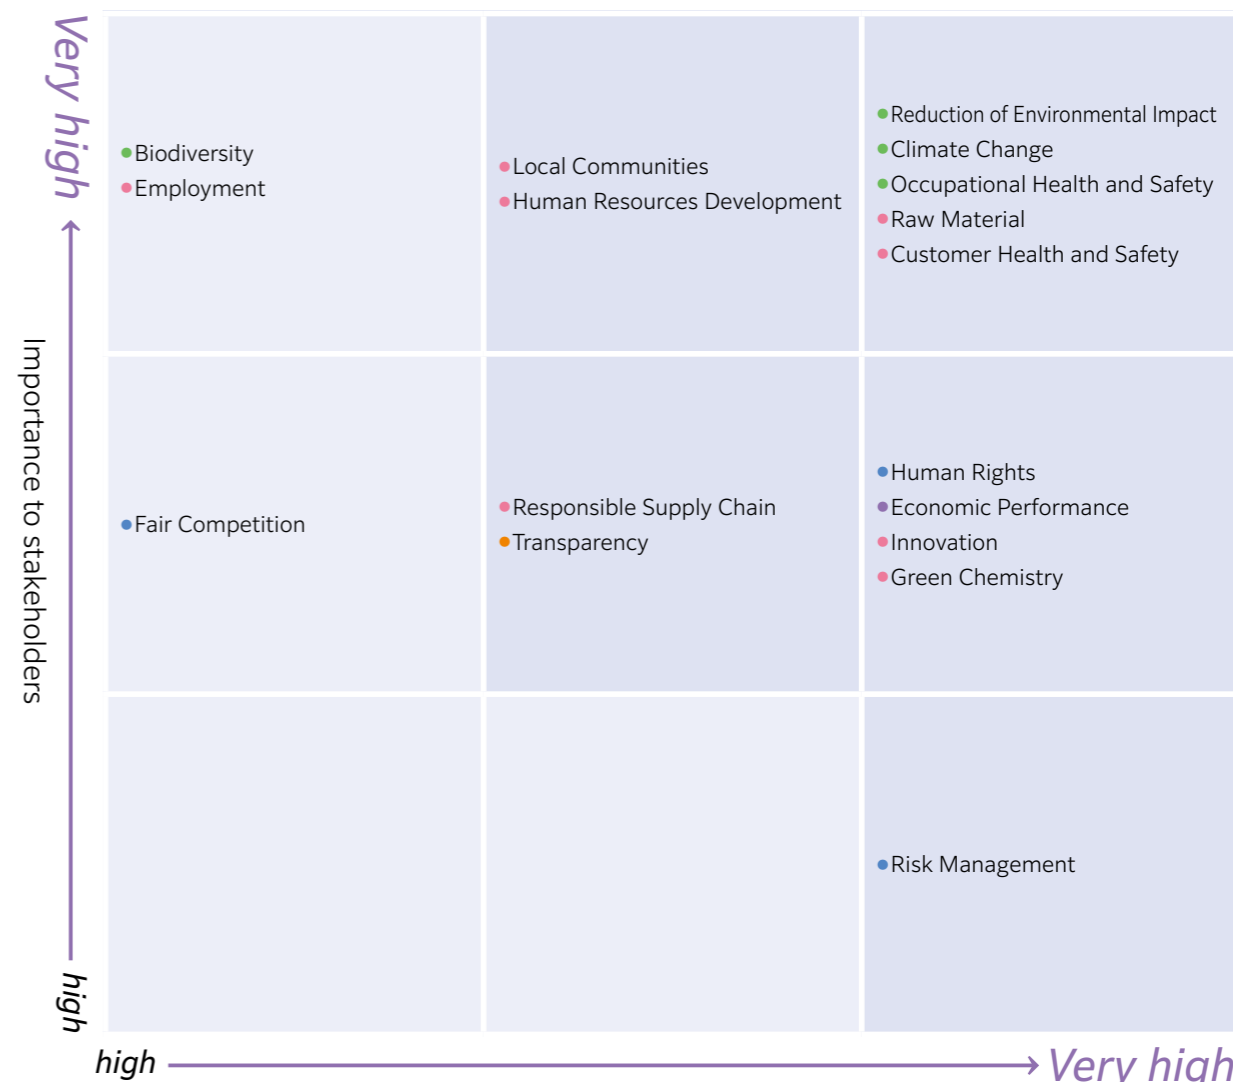 Very high
Importance to stakeholders
high
•Biodiversity
•Employment
•Local Communities
•Human Resources Development
•Reduction of Environmental Impact
•Climate Change
•Occupational Health and Safety
•Raw Material
•Customer Health and Safety
•Fair Competition
•Responsible Supply Chain
•Transparency
•Human Rights
•Economic Performance
•Innovation
•Green Chemistry
•Risk Management
high
Very high